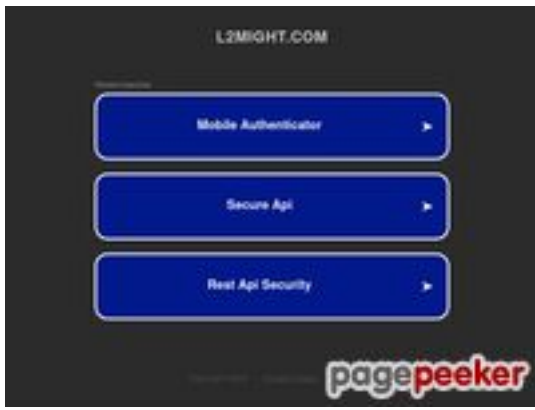 L2MIGHT.COM
Mobile Authenticator
Secure Api
Rest Api Security
pagepeeker